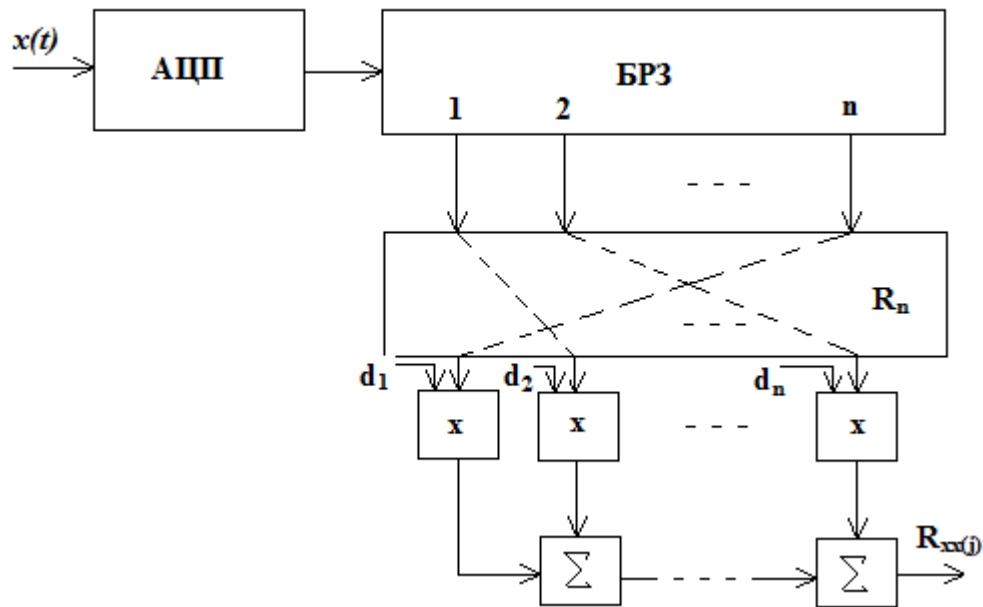 x(t)
АЦП
БРЗ
1 2 n
Rn
d1 d2 dn
x x x
Σ Σ
Rxx(j)